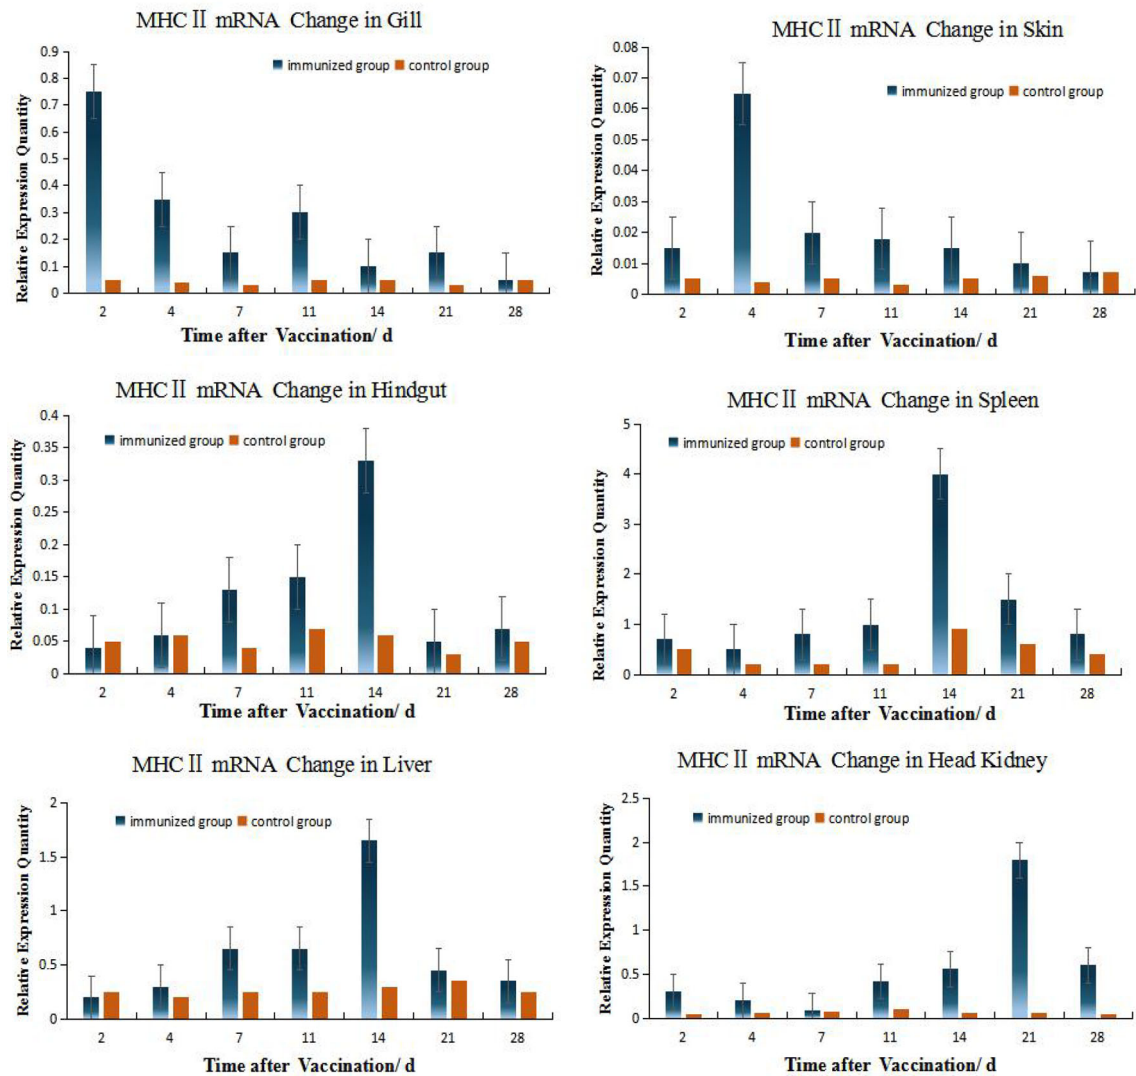 MHCⅡ mRNA Change in Gill
immunized group control group
Relative Expression Quantity
0.9
0.8
0.7
0.6
0.5
0.4
0.3
0.2
0.1
0
2 4 7 11 14 21 28
Time after Vaccination/ d
MHCⅡ mRNA Change in Skin
immunized group control group
Relative Expression Quantity
0.08
0.07
0.06
0.05
0.04
0.03
0.02
0.01
0
2 4 7 11 14 21 28
Time after Vaccination/ d
MHCⅡ mRNA Change in Hindgut
immunized group control group
Relative Expression Quantity
0.4
0.35
0.3
0.25
0.2
0.15
0.1
0.05
0
2 4 7 11 14 21 28
Time after Vaccination/ d
MHCⅡ mRNA Change in Spleen
immunized group control group
Relative Expression Quantity
5
4
3
2
1
0
2 4 7 11 14 21 28
Time after Vaccination/ d
MHCⅡ mRNA Change in Liver
immunized group control group
Relative Expression Quantity
2
1.5
1
0.5
0
2 4 7 11 14 21 28
Time after Vaccination/ d
MHCⅡ mRNA Change in Head Kidney
immunized group control group
Relative Expression Quantity
2.5
2
1.5
1
0.5
0
2 4 7 11 14 21 28
Time after Vaccination/ d